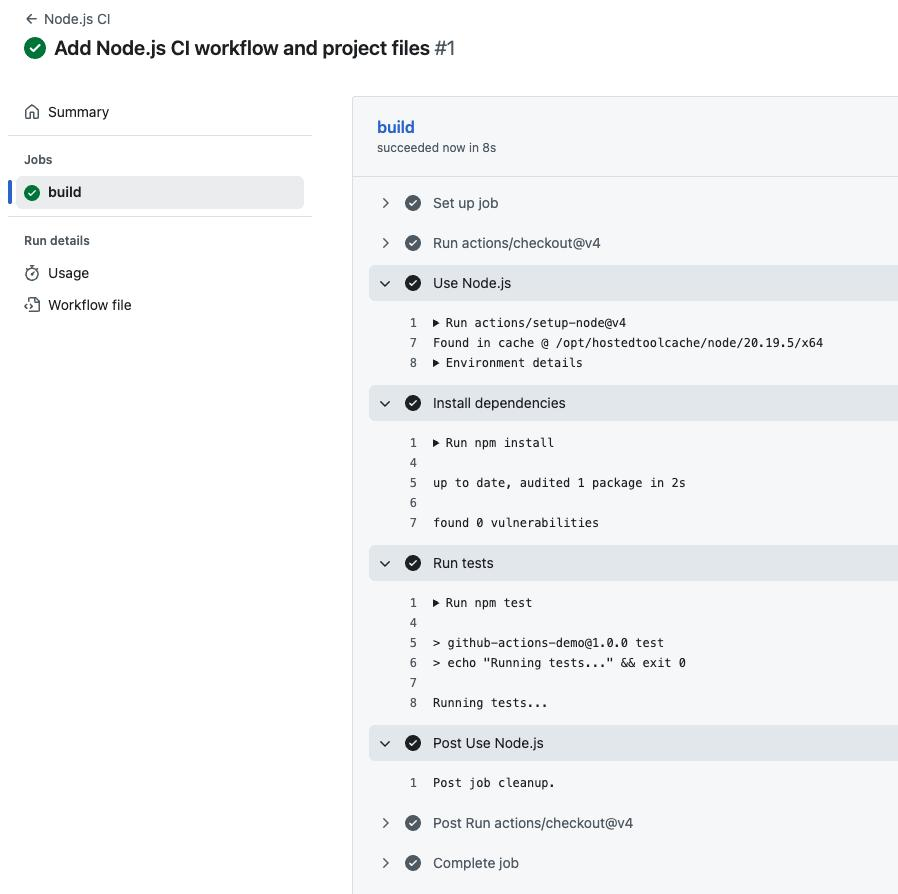 ← Node.js CI
Add Node.js CI workflow and project files #1
Summary
Jobs
build
Run details
Usage
Workflow file
build
succeeded now in 8s
Set up job
Run actions/checkout@v4
Use Node.js
1 ▶ Run actions/setup-node@v4
7 Found in cache @ /opt/hostedtoolcache/node/20.19.5/x64
8 ▶ Environment details
Install dependencies
1 ▶ Run npm install
4
5 up to date, audited 1 package in 2s
6
7 found 0 vulnerabilities
Run tests
1 ▶ Run npm test
4
5 > github-actions-demo@1.0.0 test
6 > echo "Running tests..." && exit 0
7
8 Running tests...
Post Use Node.js
1 Post job cleanup.
Post Run actions/checkout@v4
Complete job